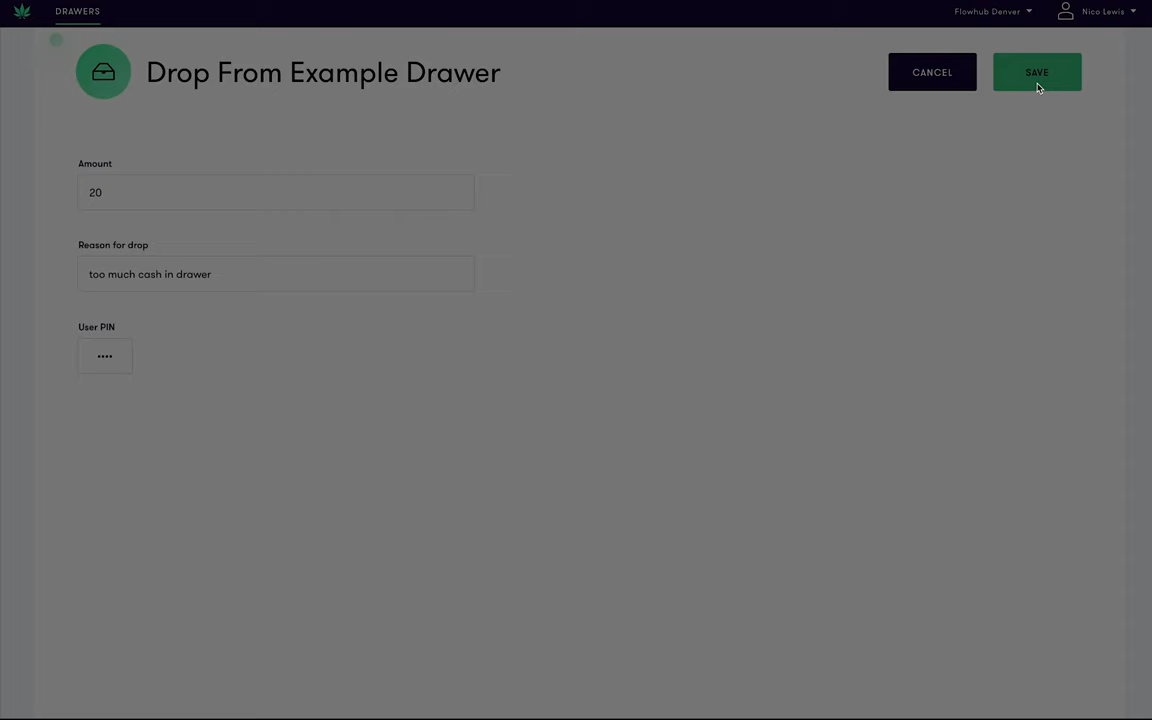 DRAWERS
Flowhub Denver
Nico Lewis
Drop From Example Drawer
CANCEL
SAVE
Amount
20
Reason for drop
too much cash in drawer
User PIN
••••